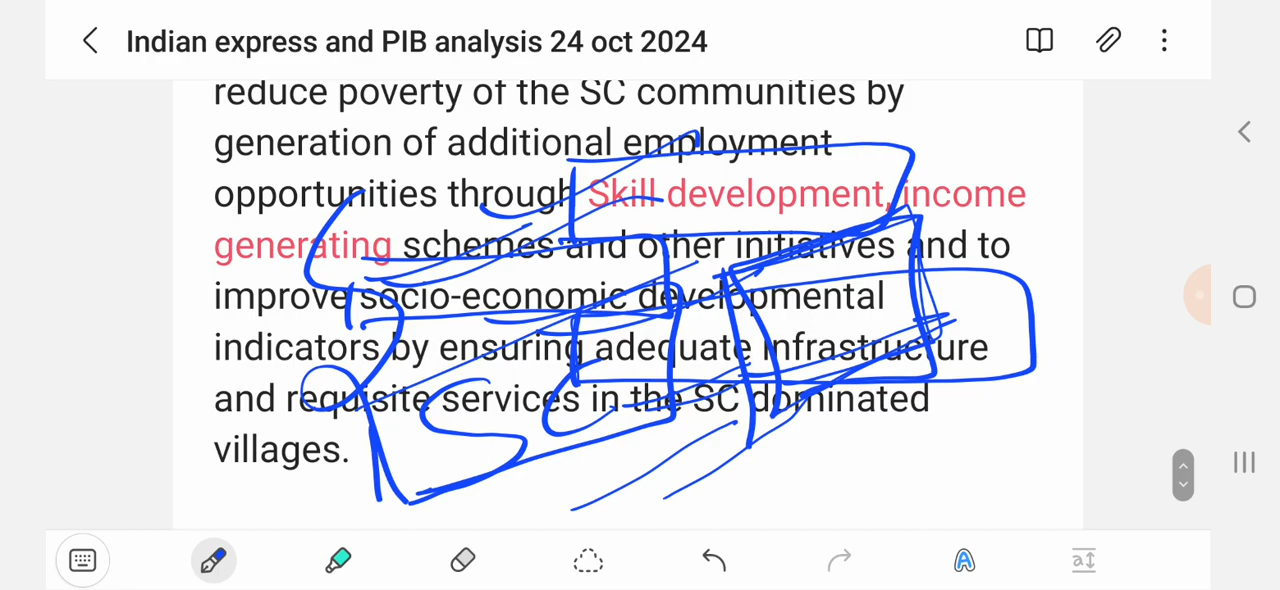 Indian express and PIB analysis 24 oct 2024
reduce poverty of the SC communities by
generation of additional employment
opportunities through Skill development, income
generating schemes and other initiatives and to
improve socio-economic developmental
indicators by ensuring adequate infrastructure
and requisite services in the SC dominated
villages.
SC